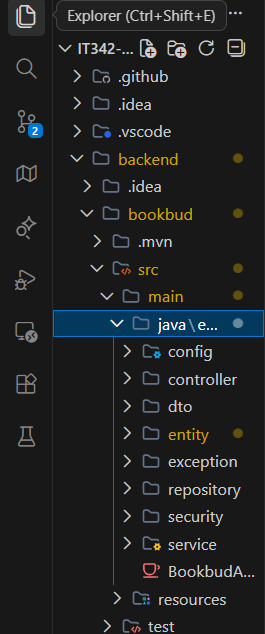 Explorer (Ctrl+Shift+E)
...
IT342-...
.github
.idea
.vscode
2
backend
.idea
bookbud
.mvn
src
main
java\e...
config
controller
dto
entity
exception
repository
security
service
BookbudA...
resources
test